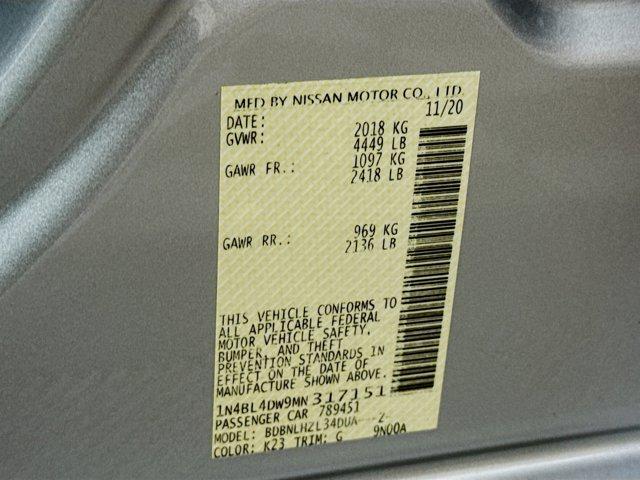 MFD BY NISSAN MOTOR CO., LTD.
DATE: 11/20
GVWR: 2018 KG
4449 LB
GAWR FR.: 1097 KG
2418 LB
GAWR RR.: 969 KG
2136 LB
THIS VEHICLE CONFORMS TO
ALL APPLICABLE FEDERAL
MOTOR VEHICLE SAFETY,
BUMPER, AND THEFT
PREVENTION STANDARDS IN
EFFECT ON THE DATE OF
MANUFACTURE SHOWN ABOVE.
1N4BL4DW9MN317151
PASSENGER CAR 789451
MODEL: BDBNLHZL34DUA---2-
COLOR: K23 TRIM: G 9N00A